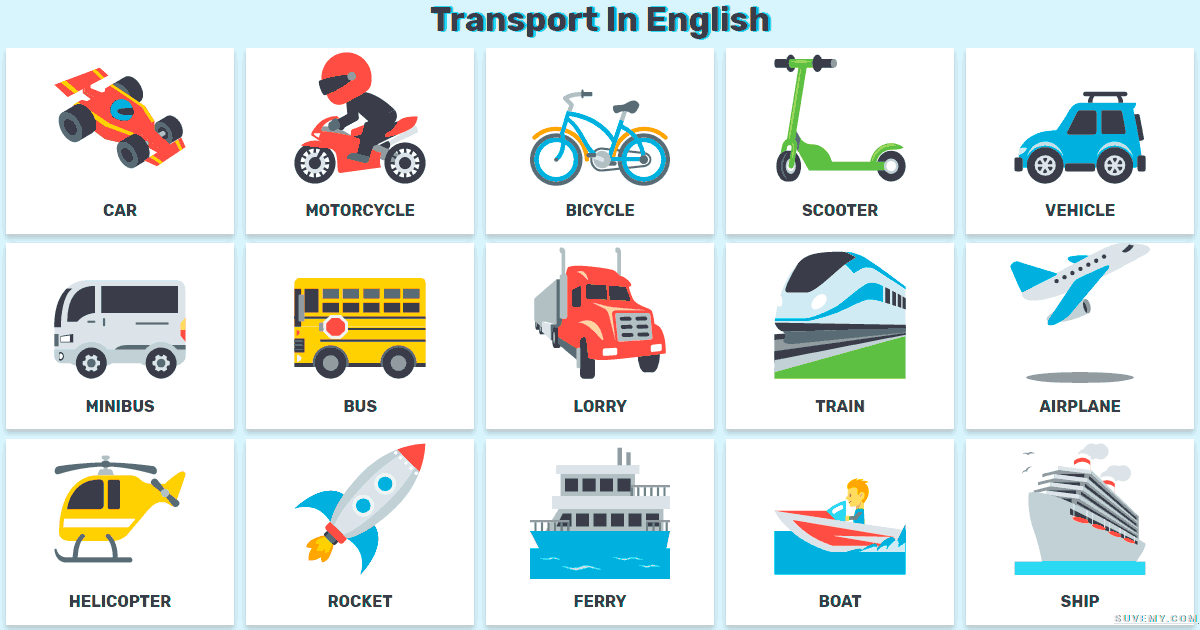 Transport In English
CAR
MOTORCYCLE
BICYCLE
SCOOTER
VEHICLE
MINIBUS
BUS
LORRY
TRAIN
AIRPLANE
HELICOPTER
ROCKET
FERRY
BOAT
SHIP
SUVEMY.COM